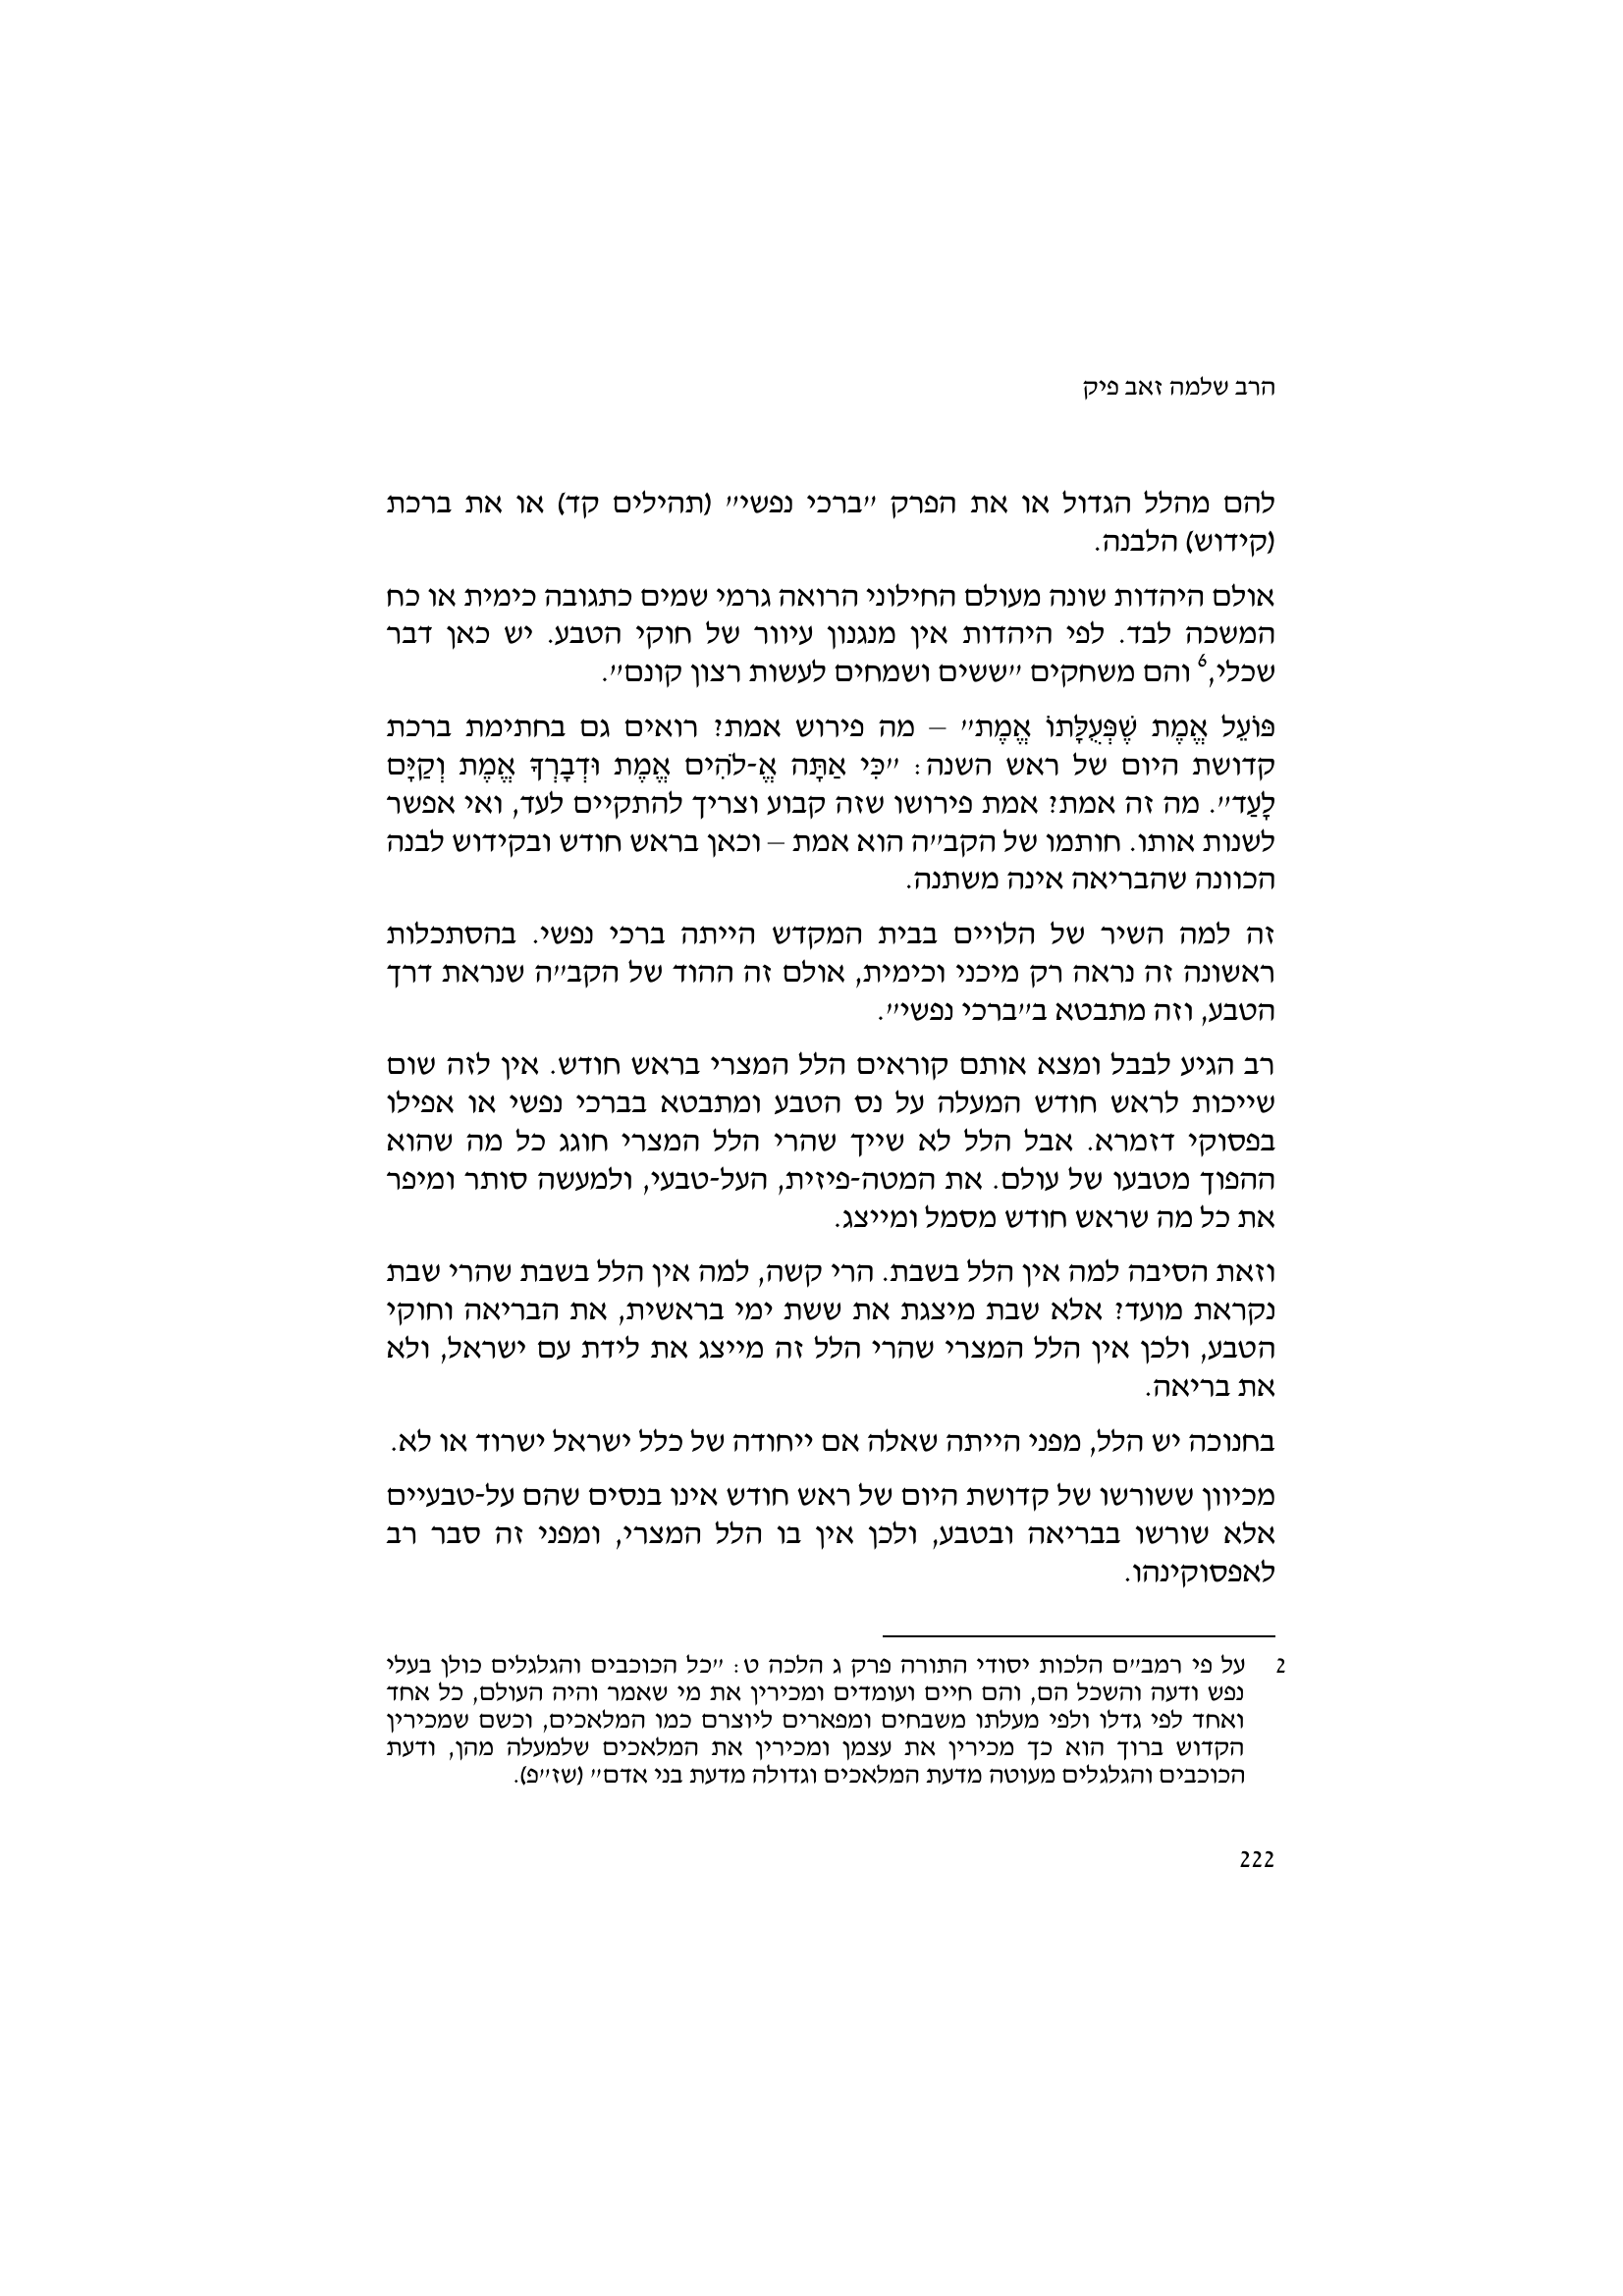 הרב שלמה זאב פיק
להם מהלל הגדול או את הפרק ״ברכי נפשי״ (תהילים קד) או את ברכת
(קידוש) הלבנה.
אולם היהדות שונה מעולם החילוני הרואה גרמי שמים כתגובה כימית או כח
המשכה לבד. לפי היהדות אין מנגנון עיוור של חוקי הטבע. יש כאן דבר
שכלי,6 והם משחקים ״ששים ושמחים לעשות רצון קונם״.
פּוֹעֵל אֱמֶת שֶׁפְּעֻלָּתוֹ אֱמֶת״ – מה פירוש אמת? רואים גם בחתימת ברכת
קדושת היום של ראש השנה: ״כִּי אַתָּה אֱ-לֹהִים אֱמֶת וּדְבָרְךָ אֱמֶת וְקַיָּם
לָעַד״. מה זה אמת? אמת פירושו שזה קבוע וצריך להתקיים לעד, ואי אפשר
לשנות אותו. חותמו של הקב״ה הוא אמת – וכאן בראש חודש ובקידוש לבנה
הכוונה שהבריאה אינה משתנה.
זה למה השיר של הלויים בבית המקדש הייתה ברכי נפשי. בהסתכלות
ראשונה זה נראה רק מיכני וכימית, אולם זה ההוד של הקב״ה שנראת דרך
הטבע, וזה מתבטא ב״ברכי נפשי״.
רב הגיע לבבל ומצא אותם קוראים הלל המצרי בראש חודש. אין לזה שום
שייכות לראש חודש המעלה על נס הטבע ומתבטא בברכי נפשי או אפילו
בפסוקי דזמרא. אבל הלל לא שייך שהרי הלל המצרי חוגג כל מה שהוא
ההפוך מטבעו של עולם. את המטה-פיזית, העל-טבעי, ולמעשה סותר ומיפר
את כל מה שראש חודש מסמל ומייצג.
וזאת הסיבה למה אין הלל בשבת. הרי קשה, למה אין הלל בשבת שהרי שבת
נקראת מועד? אלא שבת מיצגת את ששת ימי בראשית, את הבריאה וחוקי
הטבע, ולכן אין הלל המצרי שהרי הלל זה מייצג את לידת עם ישראל, ולא
את בריאה.
בחנוכה יש הלל, מפני הייתה שאלה אם ייחודה של כלל ישראל ישרוד או לא.
מכיוון ששורשו של קדושת היום של ראש חודש אינו בנסים שהם על-טבעיים
אלא שורשו בבריאה ובטבע, ולכן אין בו הלל המצרי, ומפני זה סבר רב
לאפסוקינהו.
2 על פי רמב״ם הלכות יסודי התורה פרק ג הלכה ט: ״כל הכוכבים והגלגלים כולן בעלי
נפש ודעה והשכל הם, והם חיים ועומדים ומכירין את מי שאמר והיה העולם, כל אחד
ואחד לפי גדלו ולפי מעלתו משבחים ומפארים ליוצרם כמו המלאכים, וכשם שמכירין
הקדוש ברוך הוא כך מכירין את עצמן ומכירין את המלאכים שלמעלה מהן, ודעת
הכוכבים והגלגלים מעוטה מדעת המלאכים וגדולה מדעת בני אדם״ (שז״פ).
222